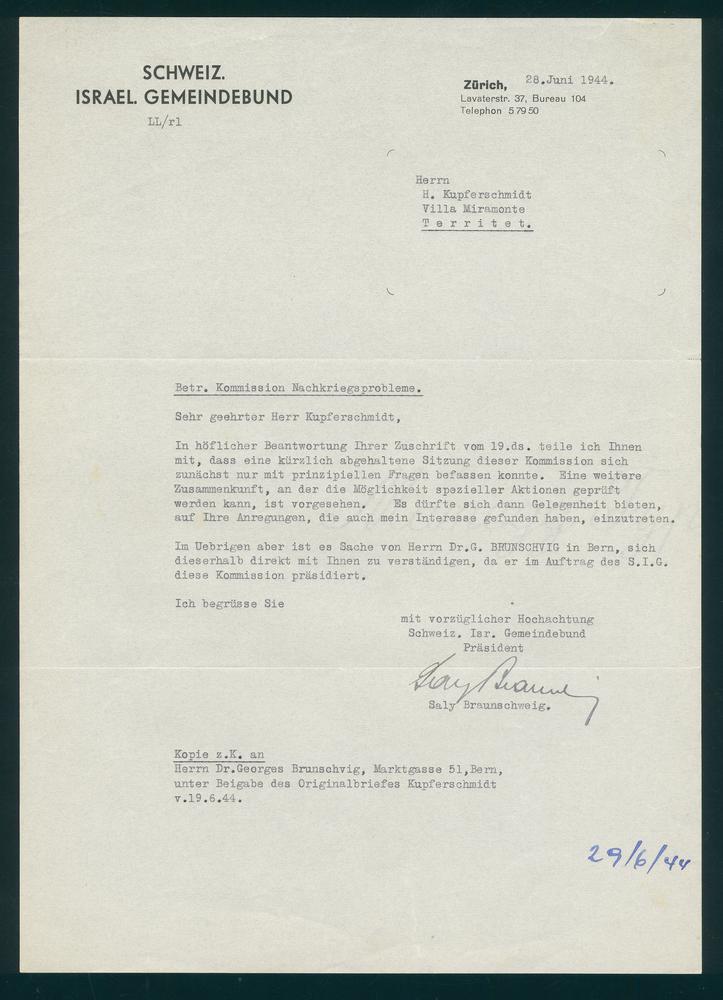 SCHWEIZ.
ISRAEL. GEMEINDEBUND
LL/rl
Zürich, 28.Juni 1944.
Lavaterstr. 37, Bureau 104
Telephon 5 79 50
Herrn
H. Kupferschmidt
Villa Miramonte
T e r r i t e t.
Betr. Kommission Nachkriegsprobleme.
Sehr geehrter Herr Kupferschmidt,
In höflicher Beantwortung Ihrer Zuschrift vom 19.ds. teile ich Ihnen
mit, dass eine kürzlich abgehaltene Sitzung dieser Kommission sich
zunächst nur mit prinzipiellen Fragen befassen konnte. Eine weitere
Zusammenkunft, an der die Möglichkeit spezieller Aktionen geprüft
werden kann, ist vorgesehen. Es dürfte sich dann Gelegenheit bieten,
auf Ihre Anregungen, die auch mein Interesse gefunden haben, einzutreten.
Im Uebrigen aber ist es Sache von Herrn Dr.G. BRUNSCHVIG in Bern, sich
dieserhalb direkt mit Ihnen zu verständigen, da er im Auftrag des S.I.G.
diese Kommission präsidiert.
Ich begrüsse Sie
mit vorzüglicher Hochachtung
Schweiz. Isr. Gemeindebund
Präsident
Saly Braunschweig
Saly Braunschweig.
Kopie z.K. an
Herrn Dr.Georges Brunschvig, Marktgasse 51,Bern,
unter Beigabe des Originalbriefes Kupferschmidt
v.19.6.44.
29/6/44